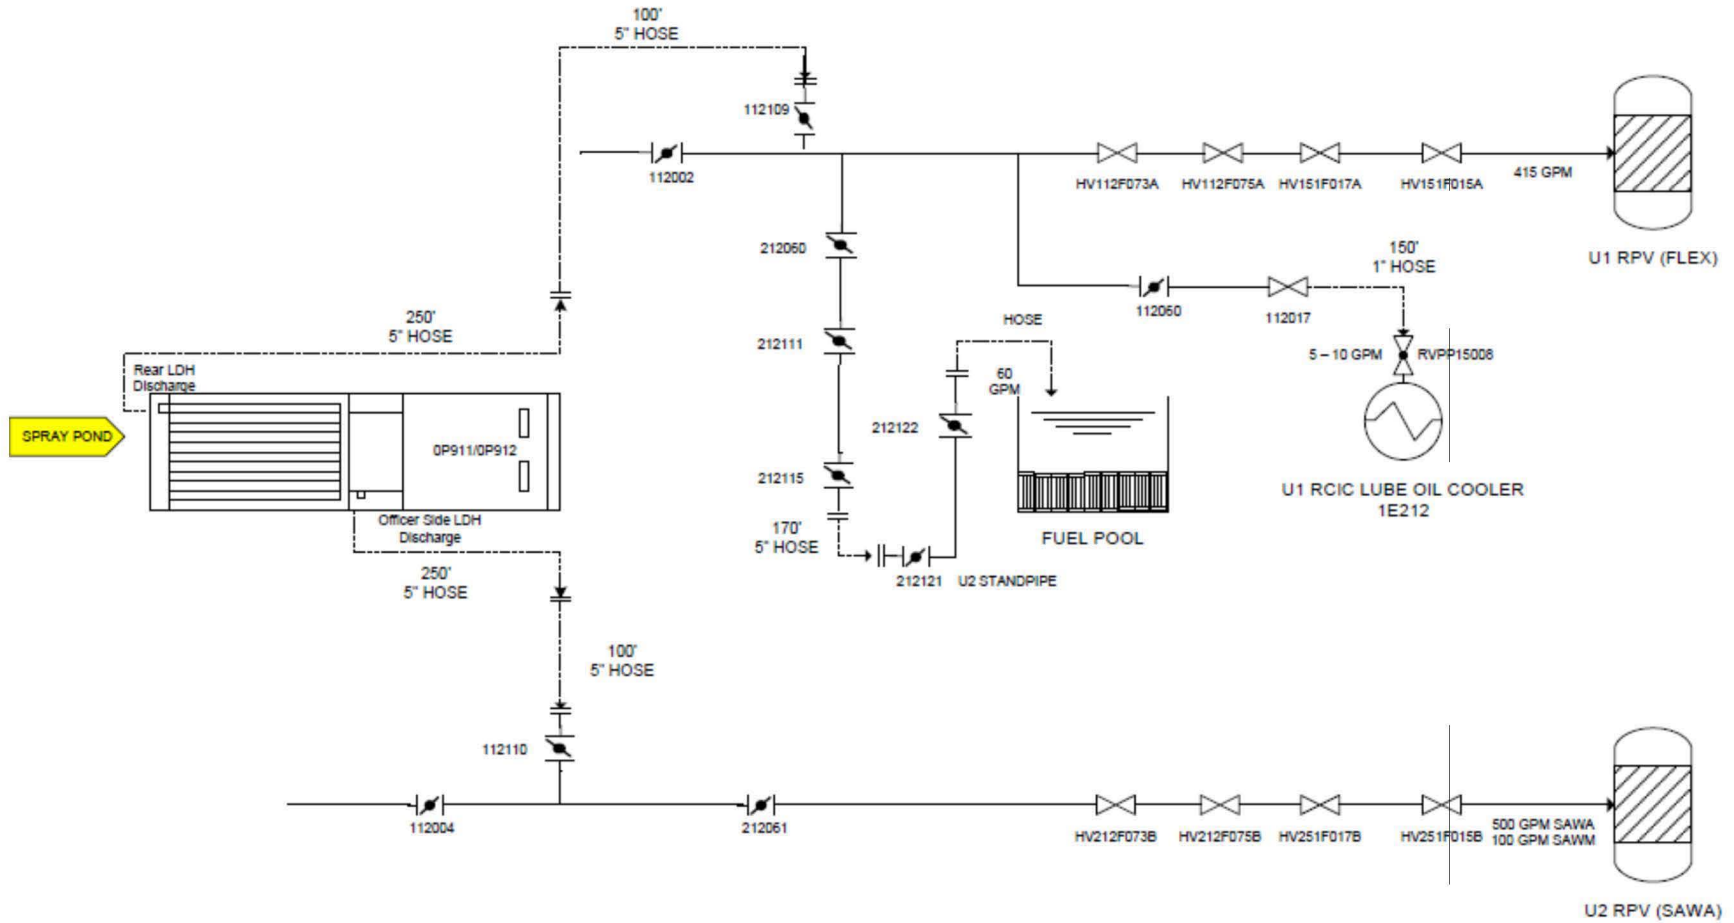 100'
5" HOSE
112109
112002
HV112F073A
HV112F075A
HV151F017A
HV151F015A
415 GPM
U1 RPV (FLEX)
212060
150'
1" HOSE
112060
112017
250'
5" HOSE
HOSE
212111
5 – 10 GPM
RVPP15008
Rear LDH
Discharge
60
GPM
SPRAY POND
0P911/0P912
212122
212115
U1 RCIC LUBE OIL COOLER
1E212
Officer Side LDH
Discharge
170'
5" HOSE
FUEL POOL
250'
5" HOSE
212121
U2 STANDPIPE
100'
5" HOSE
112110
112004
212061
HV212F073B
HV212F075B
HV251F017B
HV251F015B
500 GPM SAWA
100 GPM SAWM
U2 RPV (SAWA)